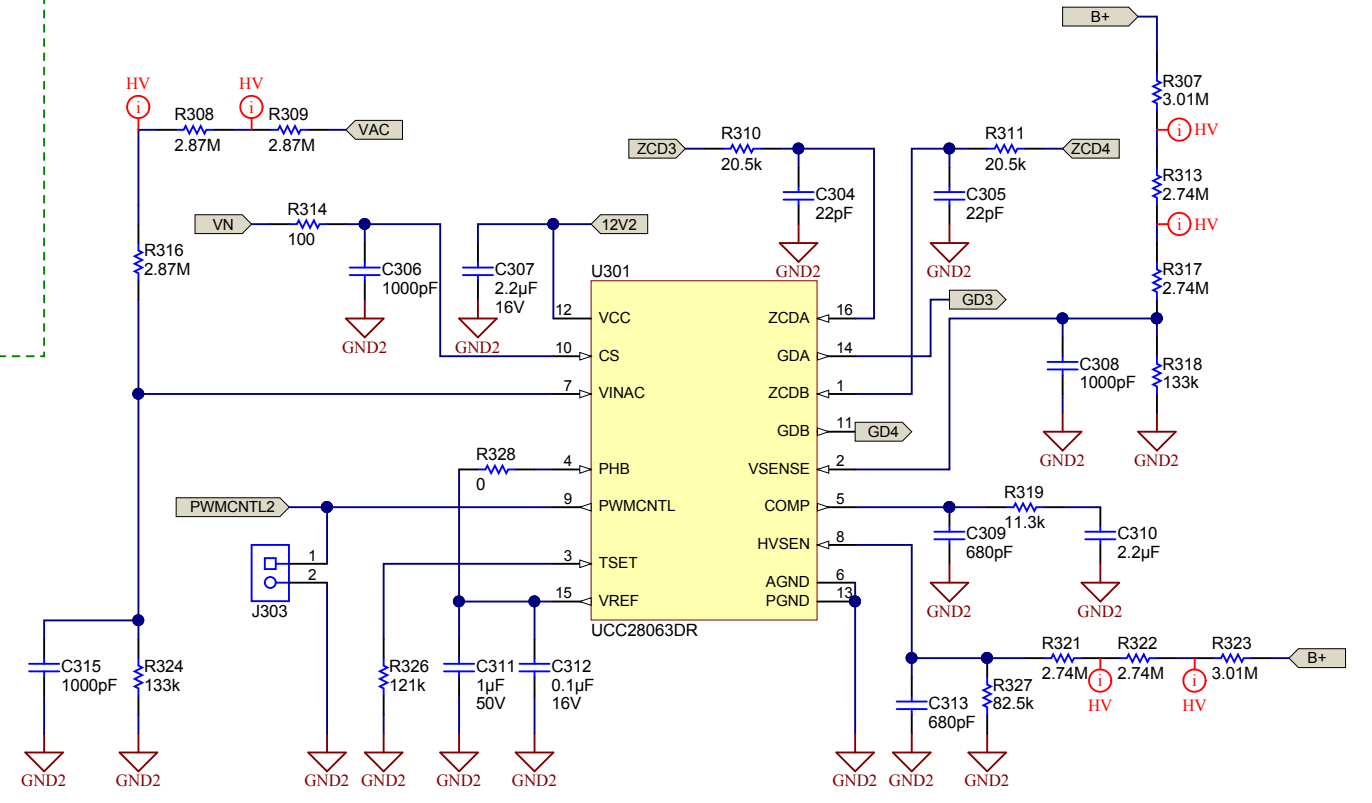 B+
R307
3.01M
HV
HV
R308
R309
VAC
2.87M
2.87M
HV
R313
2.74M
HV
R317
2.74M
ZCD3
R310
20.5k
C304
22pF
GND2
R311
20.5k
ZCD4
C305
22pF
GND2
VN
R314
100
C306
1000pF
GND2
12V2
C307
2.2µF
16V
GND2
R316
2.87M
U301
12
VCC
10
CS
7
VINAC
4
PHB
9
PWMCNTL
3
TSET
15
VREF
ZCDA
16
GDA
14
GD3
ZCDB
1
GDB
11
GD4
VSENSE
2
COMP
5
HVSEN
8
AGND
6
PGND
13
UCC28063DR
C308
1000pF
GND2
R318
133k
GND2
R328
0
PWMCNTL2
1
2
J303
R319
11.3k
C309
680pF
GND2
C310
2.2µF
GND2
C315
1000pF
GND2
R324
133k
GND2
GND2
R326
121k
GND2
C311
1µF
50V
GND2
C312
0.1µF
16V
GND2
GND2
C313
680pF
GND2
R327
82.5k
GND2
R321
2.74M
HV
R322
2.74M
HV
R323
3.01M
B+